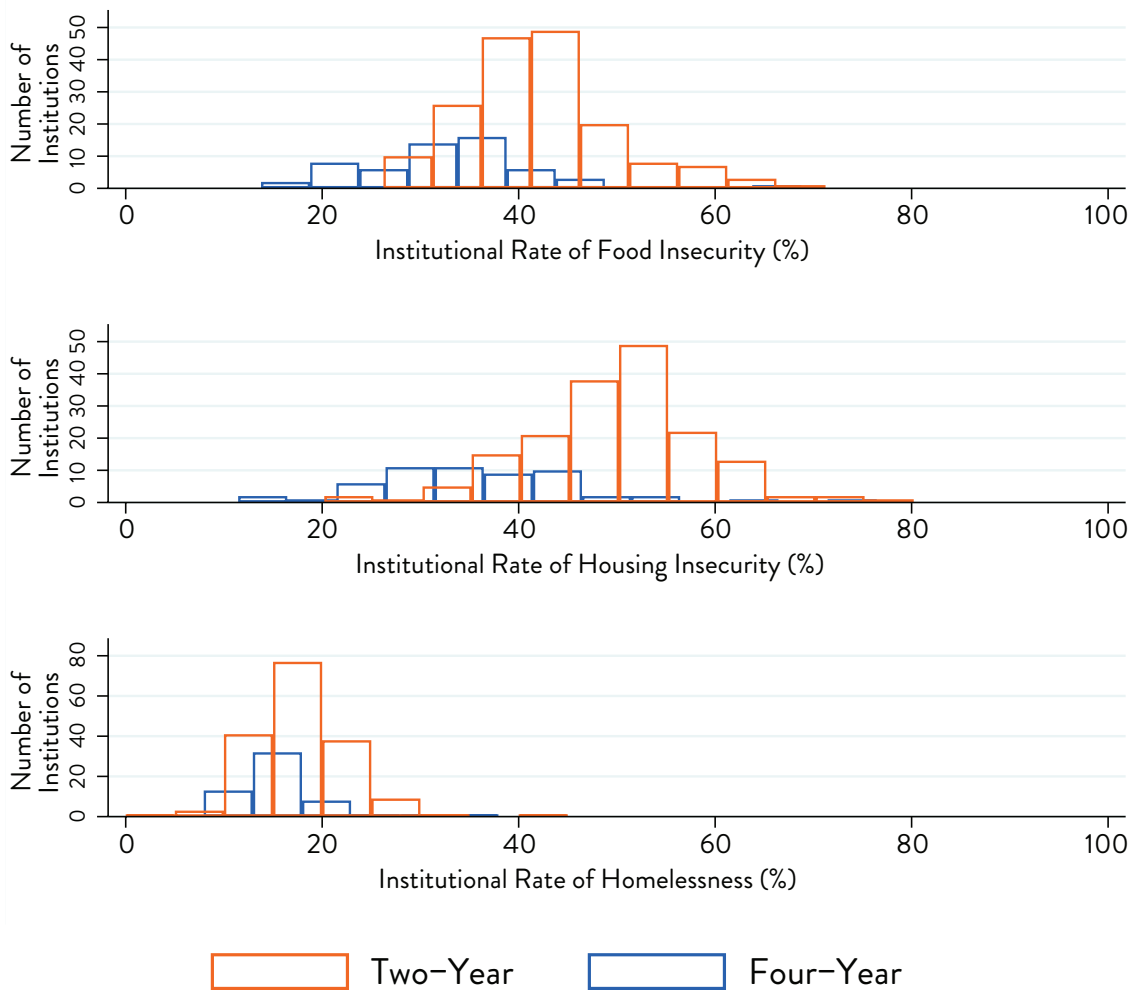 Number of
Institutions
50
40
30
20
10
0
0 20 40 60 80 100
Institutional Rate of Food Insecurity (%)
Number of
Institutions
50
40
30
20
10
0
0 20 40 60 80 100
Institutional Rate of Housing Insecurity (%)
Number of
Institutions
80
60
40
20
0
0 20 40 60 80 100
Institutional Rate of Homelessness (%)
Two–Year Four–Year